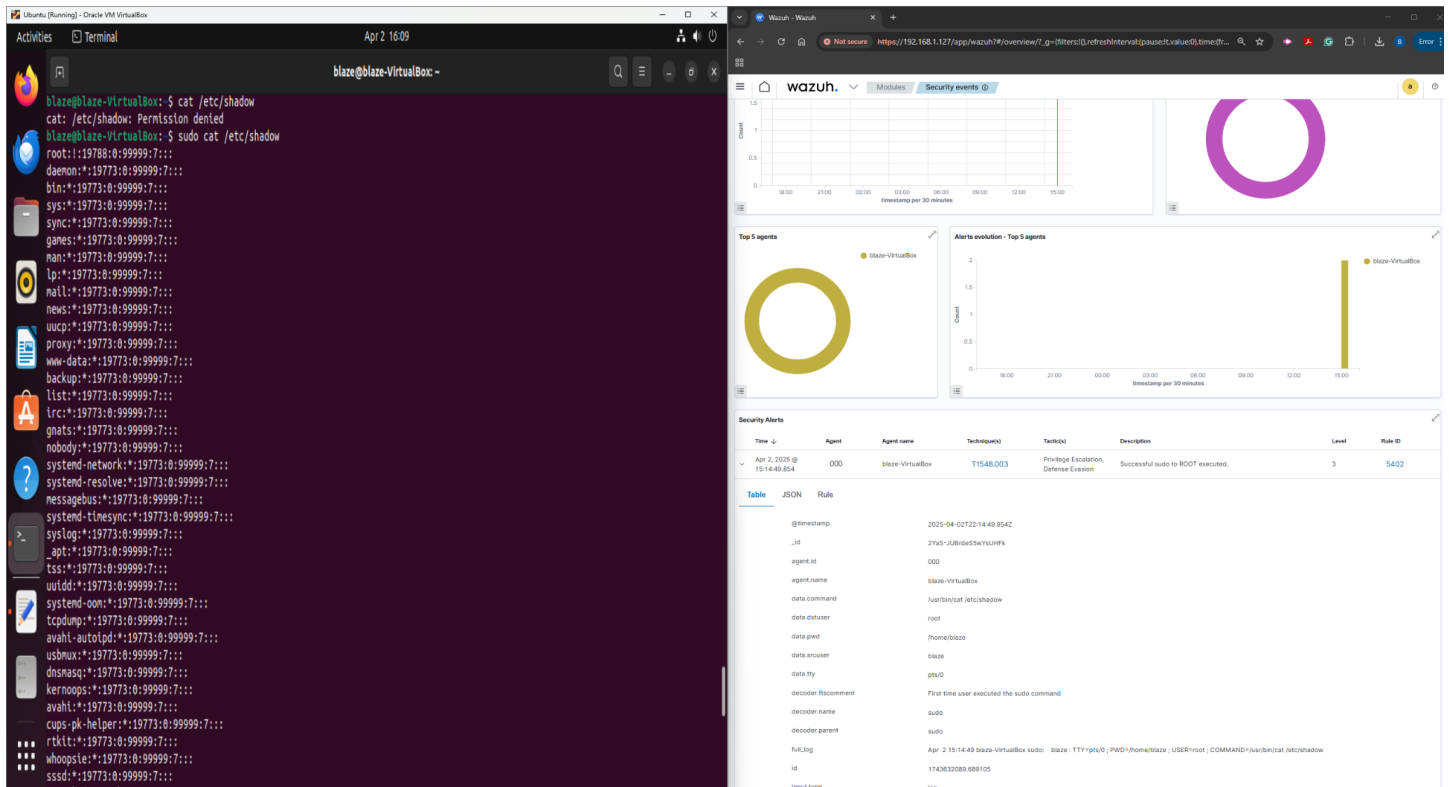 Ubuntu [Running] - Oracle VM VirtualBox
Activities Terminal Apr 2 16:09
blaze@blaze-VirtualBox: ~
blaze@blaze-VirtualBox:~$ cat /etc/shadow
cat: /etc/shadow: Permission denied
blaze@blaze-VirtualBox:~$ sudo cat /etc/shadow
root:!:19788:0:99999:7:::
daemon:*:19773:0:99999:7:::
bin:*:19773:0:99999:7:::
sys:*:19773:0:99999:7:::
sync:*:19773:0:99999:7:::
games:*:19773:0:99999:7:::
man:*:19773:0:99999:7:::
lp:*:19773:0:99999:7:::
mail:*:19773:0:99999:7:::
news:*:19773:0:99999:7:::
uucp:*:19773:0:99999:7:::
proxy:*:19773:0:99999:7:::
www-data:*:19773:0:99999:7:::
backup:*:19773:0:99999:7:::
list:*:19773:0:99999:7:::
irc:*:19773:0:99999:7:::
gnats:*:19773:0:99999:7:::
nobody:*:19773:0:99999:7:::
systemd-network:*:19773:0:99999:7:::
systemd-resolve:*:19773:0:99999:7:::
messagebus:*:19773:0:99999:7:::
systemd-timesync:*:19773:0:99999:7:::
syslog:*:19773:0:99999:7:::
_apt:*:19773:0:99999:7:::
tss:*:19773:0:99999:7:::
uuidd:*:19773:0:99999:7:::
systemd-oom:*:19773:0:99999:7:::
tcpdump:*:19773:0:99999:7:::
avahi-autoipd:*:19773:0:99999:7:::
usbmux:*:19773:0:99999:7:::
dnsmasq:*:19773:0:99999:7:::
kernoops:*:19773:0:99999:7:::
avahi:*:19773:0:99999:7:::
cups-pk-helper:*:19773:0:99999:7:::
rtkit:*:19773:0:99999:7:::
whoopsie:*:19773:0:99999:7:::
sssd:*:19773:0:99999:7:::
Wazuh - Wazuh
Not secure https://192.168.1.127/app/wazuh?#/overview/?_g=(filters:!(),refreshInterval:(pause:!t,value:0),time:(fr... B Error
wazuh. Modules Security events a
1.5
1
0.5
0
Count
18:00 21:00 00:00 03:00 06:00 09:00 12:00 15:00
timestamp per 30 minutes
Top 5 agents
blaze-VirtualBox
Alerts evolution - Top 5 agents
2
1.5
1
0.5
0
Count
blaze-VirtualBox
18:00 21:00 00:00 03:00 06:00 09:00 12:00 15:00
timestamp per 30 minutes
Security Alerts
Time Agent Agent name Technique(s) Tactic(s) Description Level Rule ID
Apr 2, 2025 @ 15:14:49.854 000 blaze-VirtualBox T1548.003 Privilege Escalation, Defense Evasion Successful sudo to ROOT executed. 3 5402
Table JSON Rule
@timestamp 2025-04-02T22:14:49.854Z
_id
agent.id 000
agent.name blaze-VirtualBox
data.command /usr/bin/cat /etc/shadow
data.dstuser root
data.pwd /home/blaze
data.srcuser blaze
data.tty pts/0
decoder.ftscomment First time user executed the sudo command
decoder.name sudo
decoder.parent sudo
full_log Apr 2 15:14:49 blaze-VirtualBox sudo: blaze : TTY=pts/0 ; PWD=/home/blaze ; USER=root ; COMMAND=/usr/bin/cat /etc/shadow
id 1743632089.689105